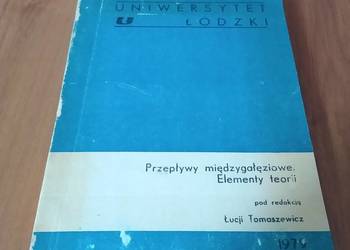 UNIWERSYTET
ŁÓDZKI
Przepływy międzygałęziowe.
Elementy teorii
pod redakcją
Łucji Tomaszewicz